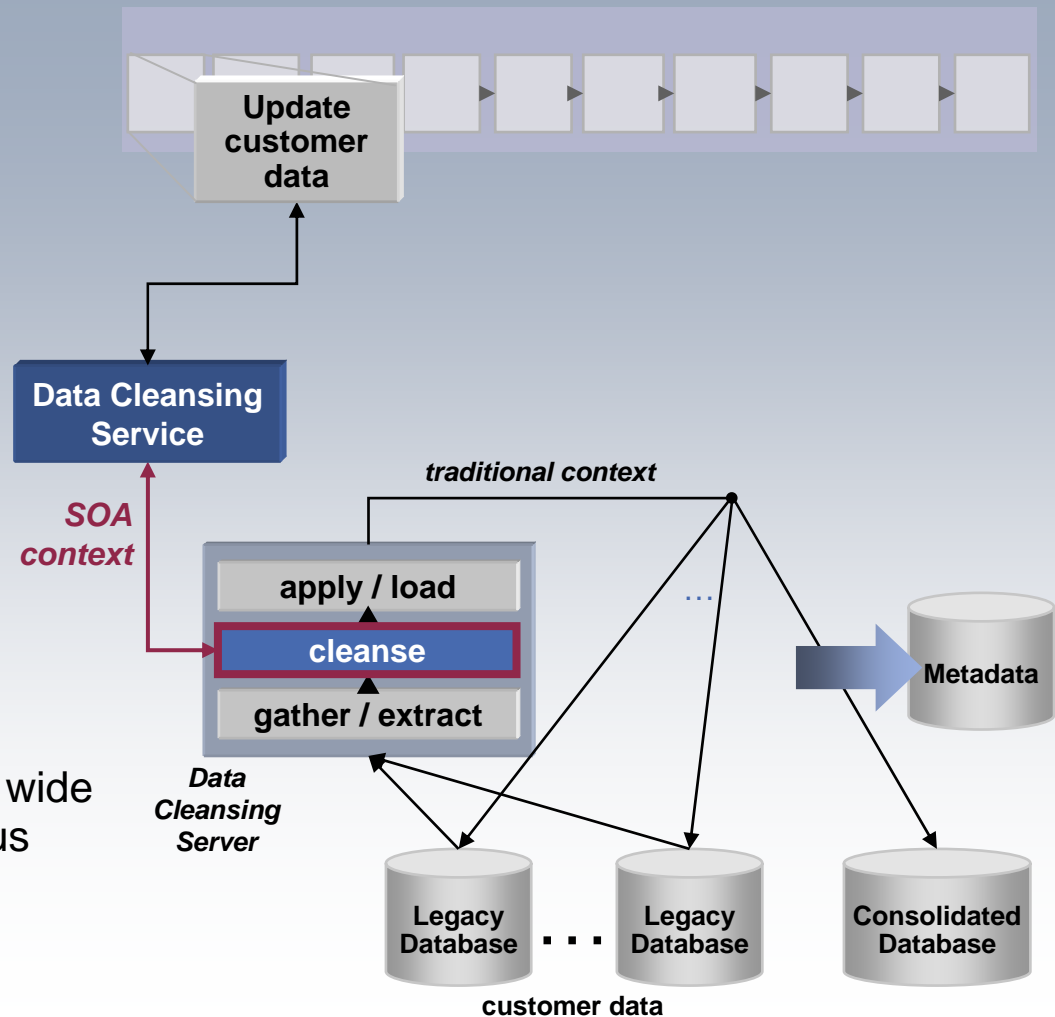 Update
customer
data
Data Cleansing
Service
traditional context
SOA
context
apply / load
...
cleanse
Metadata
gather / extract
wide
us
Data
Cleansing
Server
Legacy
Database
...
Legacy
Database
Consolidated
Database
customer data